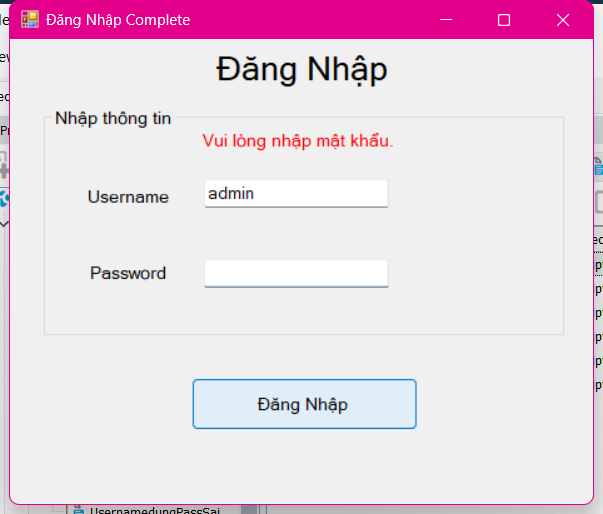 Đăng Nhập Complete
Đăng Nhập
Nhập thông tin
Vui lòng nhập mật khẩu.
Username
admin
Password
Đăng Nhập
UsernamedungPassSai